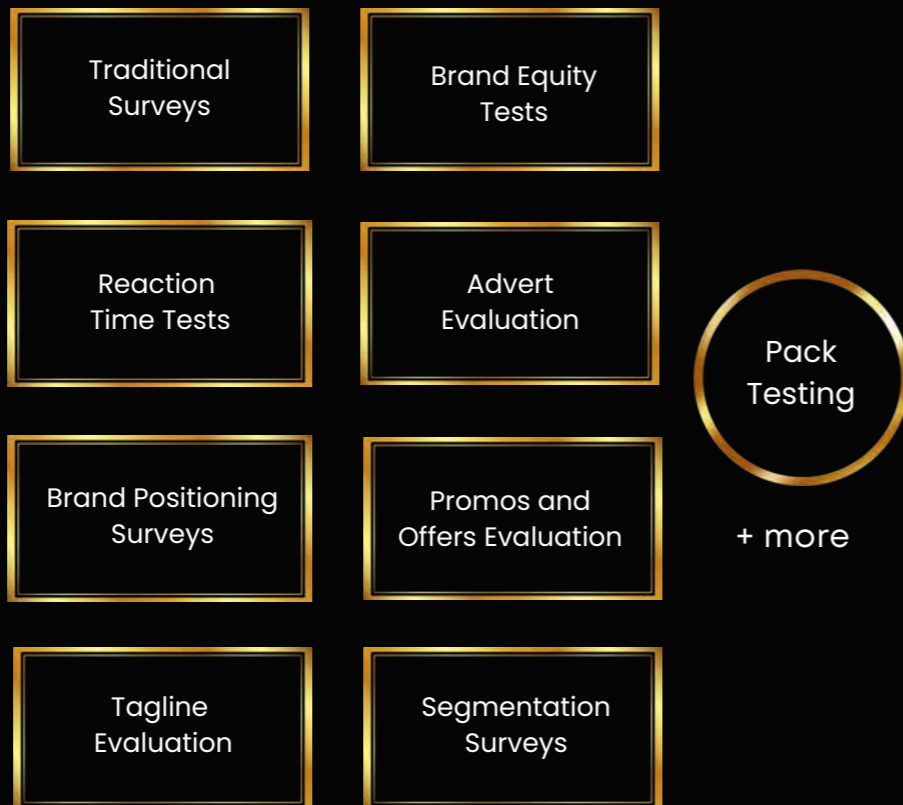 Traditional
Surveys
Brand Equity
Tests
Reaction
Time Tests
Advert
Evaluation
Pack
Testing
Brand Positioning
Surveys
Promos and
Offers Evaluation
+ more
Tagline
Evaluation
Segmentation
Surveys